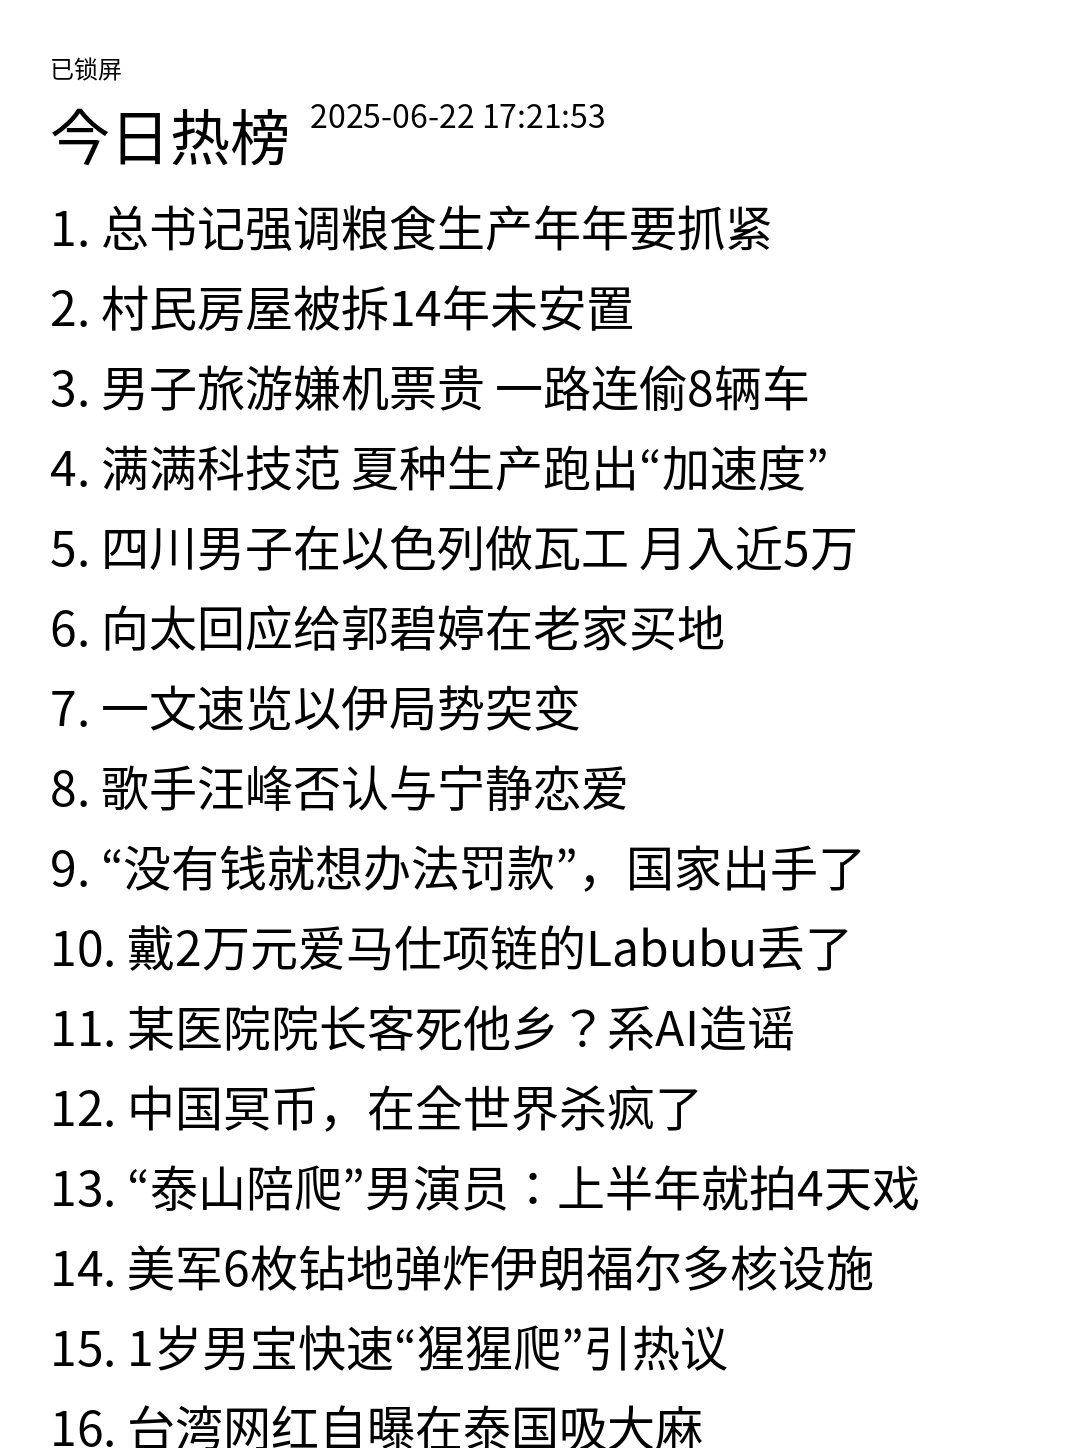 已锁屏
今日热榜 2025-06-22 17:21:53
1. 总书记强调粮食生产年年要抓紧
2. 村民房屋被拆14年未安置
3. 男子旅游嫌机票贵 一路连偷8辆车
4. 满满科技范 夏种生产跑出“加速度”
5. 四川男子在以色列做瓦工 月入近5万
6. 向太回应给郭碧婷在老家买地
7. 一文速览以伊局势突变
8. 歌手汪峰否认与宁静恋爱
9. “没有钱就想办法罚款”，国家出手了
10. 戴2万元爱马仕项链的Labubu丢了
11. 某医院院长客死他乡？系AI造谣
12. 中国冥币，在全世界杀疯了
13. “泰山陪爬”男演员：上半年就拍4天戏
14. 美军6枚钻地弹炸伊朗福尔多核设施
15. 1岁男宝快速“猩猩爬”引热议
16. 台湾网红自曝在泰国吸大麻